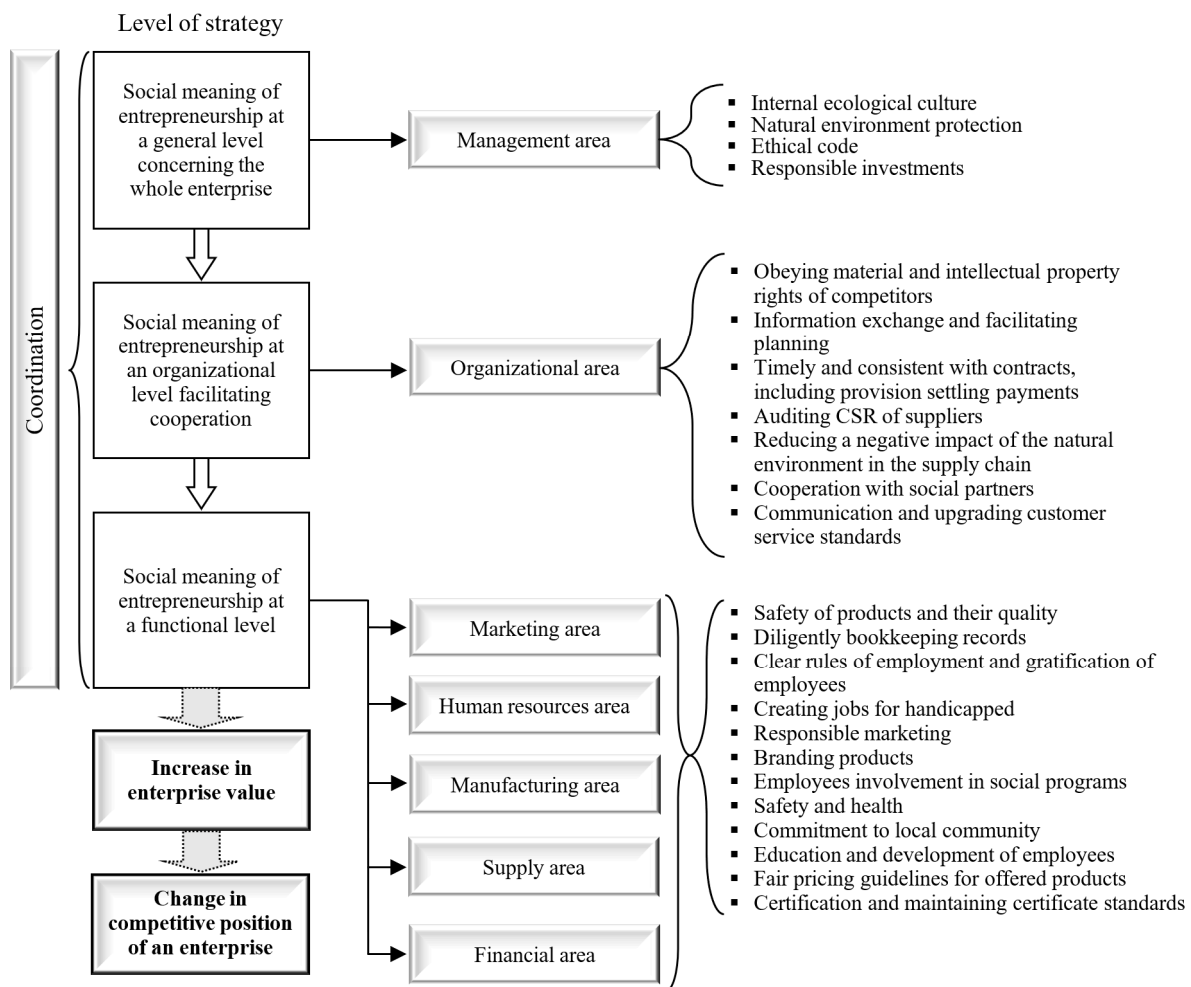 Level of strategy
Coordination
Social meaning of
entrepreneurship at
a general level
concerning the
whole enterprise
Management area
▪ Internal ecological culture
▪ Natural environment protection
▪ Ethical code
▪ Responsible investments
Social meaning of
entrepreneurship at
an organizational
level facilitating
cooperation
Organizational area
▪ Obeying material and intellectual property
rights of competitors
▪ Information exchange and facilitating
planning
▪ Timely and consistent with contracts,
including provision settling payments
▪ Auditing CSR of suppliers
▪ Reducing a negative impact of the natural
environment in the supply chain
▪ Cooperation with social partners
▪ Communication and upgrading customer
service standards
Social meaning of
entrepreneurship at
a functional level
Marketing area
Human resources area
Manufacturing area
Supply area
Financial area
▪ Safety of products and their quality
▪ Diligently bookkeeping records
▪ Clear rules of employment and gratification of
employees
▪ Creating jobs for handicapped
▪ Responsible marketing
▪ Branding products
▪ Employees involvement in social programs
▪ Safety and health
▪ Commitment to local community
▪ Education and development of employees
▪ Fair pricing guidelines for offered products
▪ Certification and maintaining certificate standards
Increase in
enterprise value
Change in
competitive position
of an enterprise